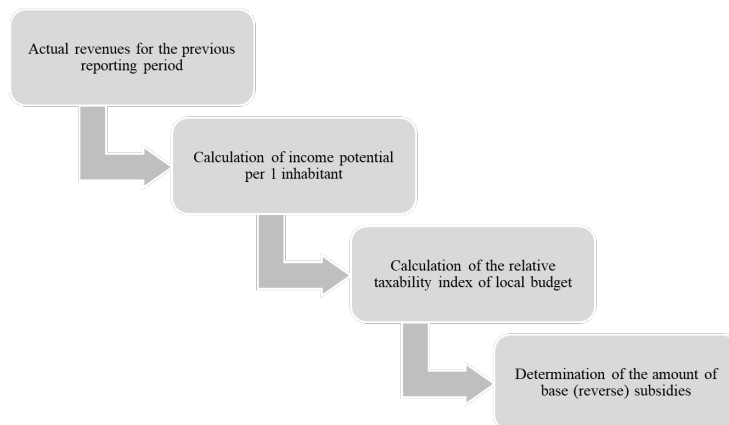 Actual revenues for the previous
reporting period
Calculation of income potential
per 1 inhabitant
Calculation of the relative
taxability index of local budget
Determination of the amount of
base (reverse) subsidies